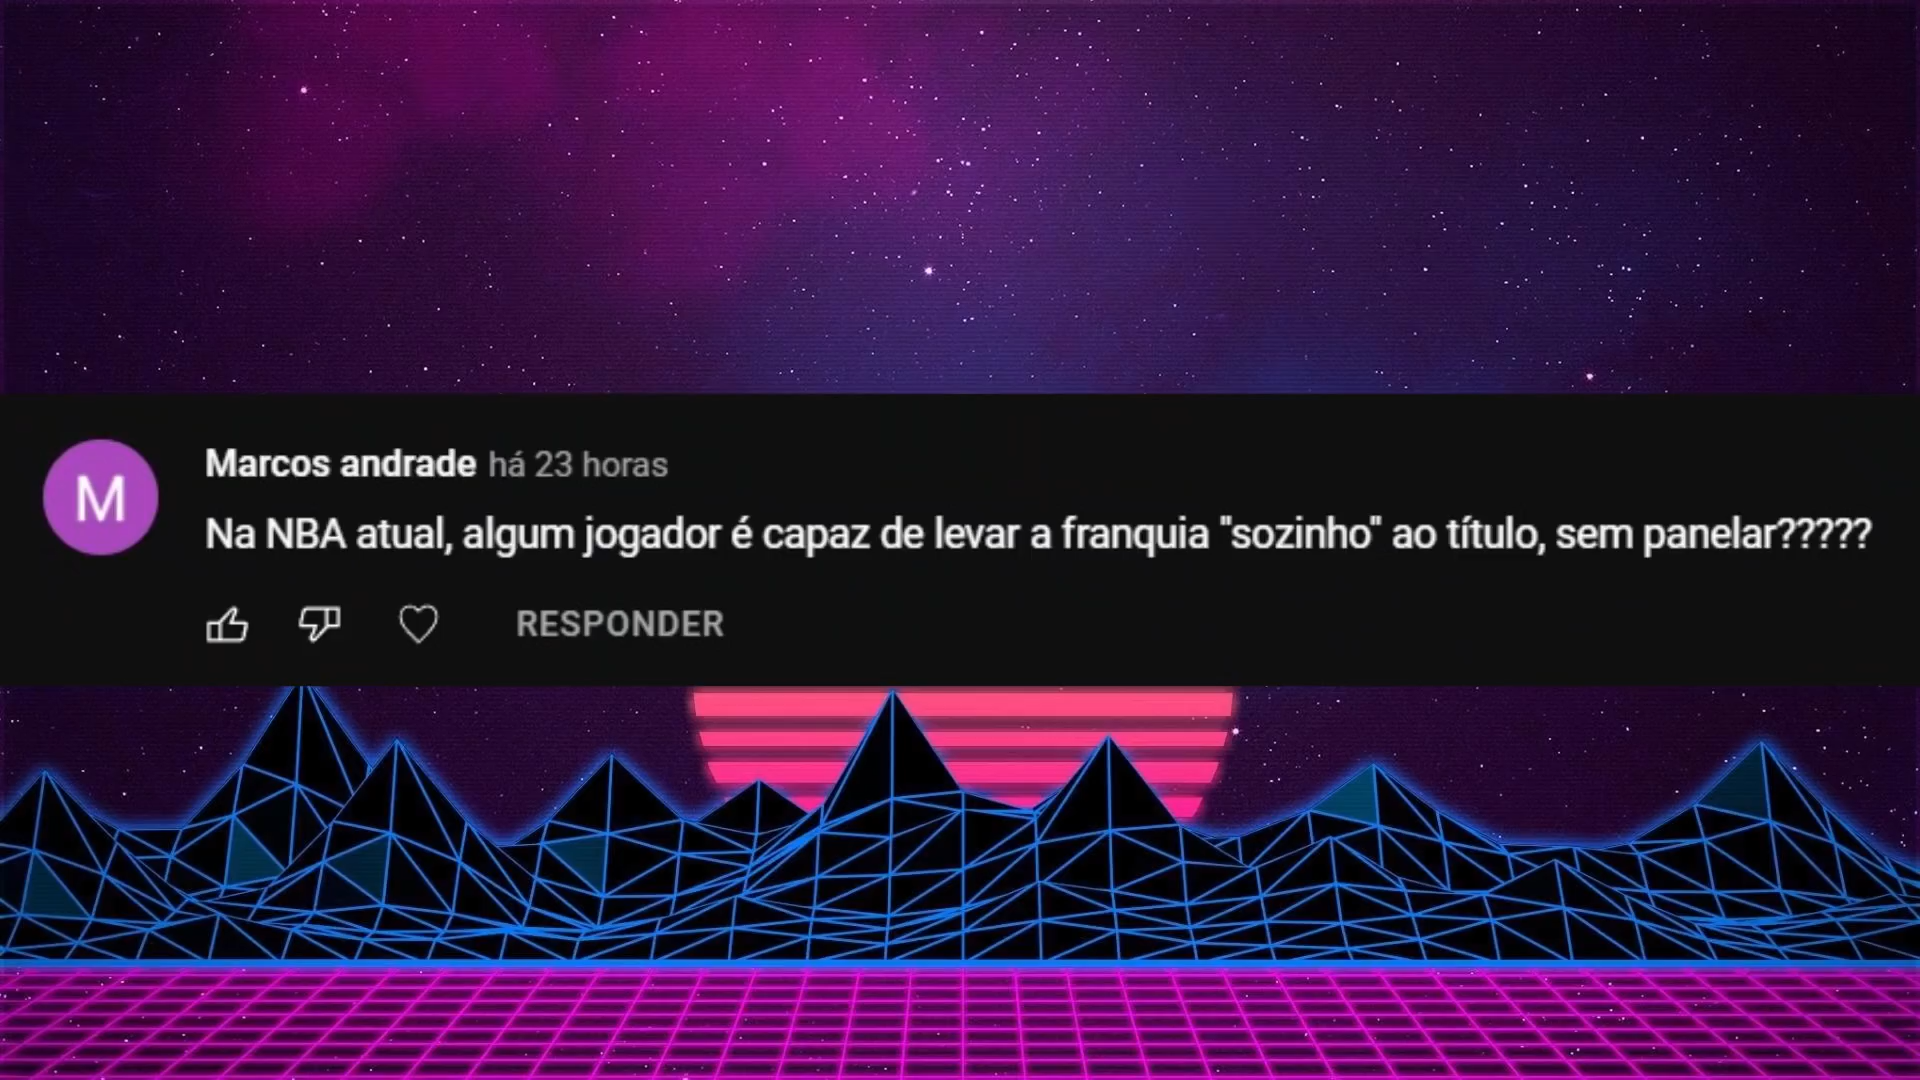 M
Marcos andrade há 23 horas
Na NBA atual, algum jogador é capaz de levar a franquia "sozinho" ao título, sem panelar?????
RESPONDER